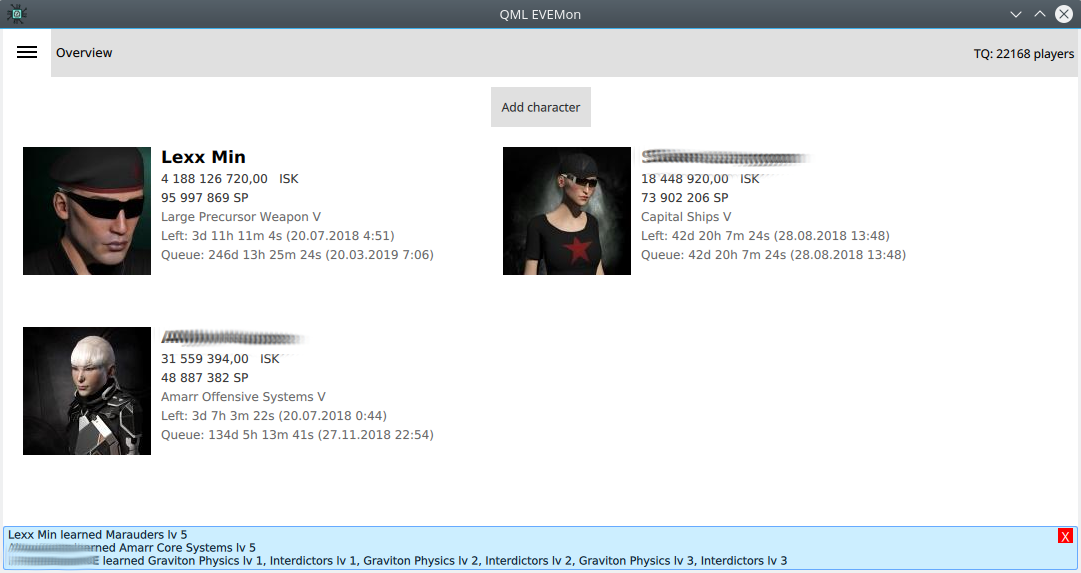 QML EVEMon
Overview
TQ: 22168 players
Add character
Lexx Min
4 188 126 720,00 ISK
95 997 869 SP
Large Precursor Weapon V
Left: 3d 11h 11m 4s (20.07.2018 4:51)
Queue: 246d 13h 25m 24s (20.03.2019 7:06)
18 448 920,00 ISK
73 902 206 SP
Capital Ships V
Left: 42d 20h 7m 24s (28.08.2018 13:48)
Queue: 42d 20h 7m 24s (28.08.2018 13:48)
31 559 394,00 ISK
48 887 382 SP
Amarr Offensive Systems V
Left: 3d 7h 3m 22s (20.07.2018 0:44)
Queue: 134d 5h 13m 41s (27.11.2018 22:54)
Lexx Min learned Marauders lv 5
X
Amarr Core Systems lv 5
learned Graviton Physics lv 1, Interdictors lv 1, Graviton Physics lv 2, Interdictors lv 2, Graviton Physics lv 3, Interdictors lv 3